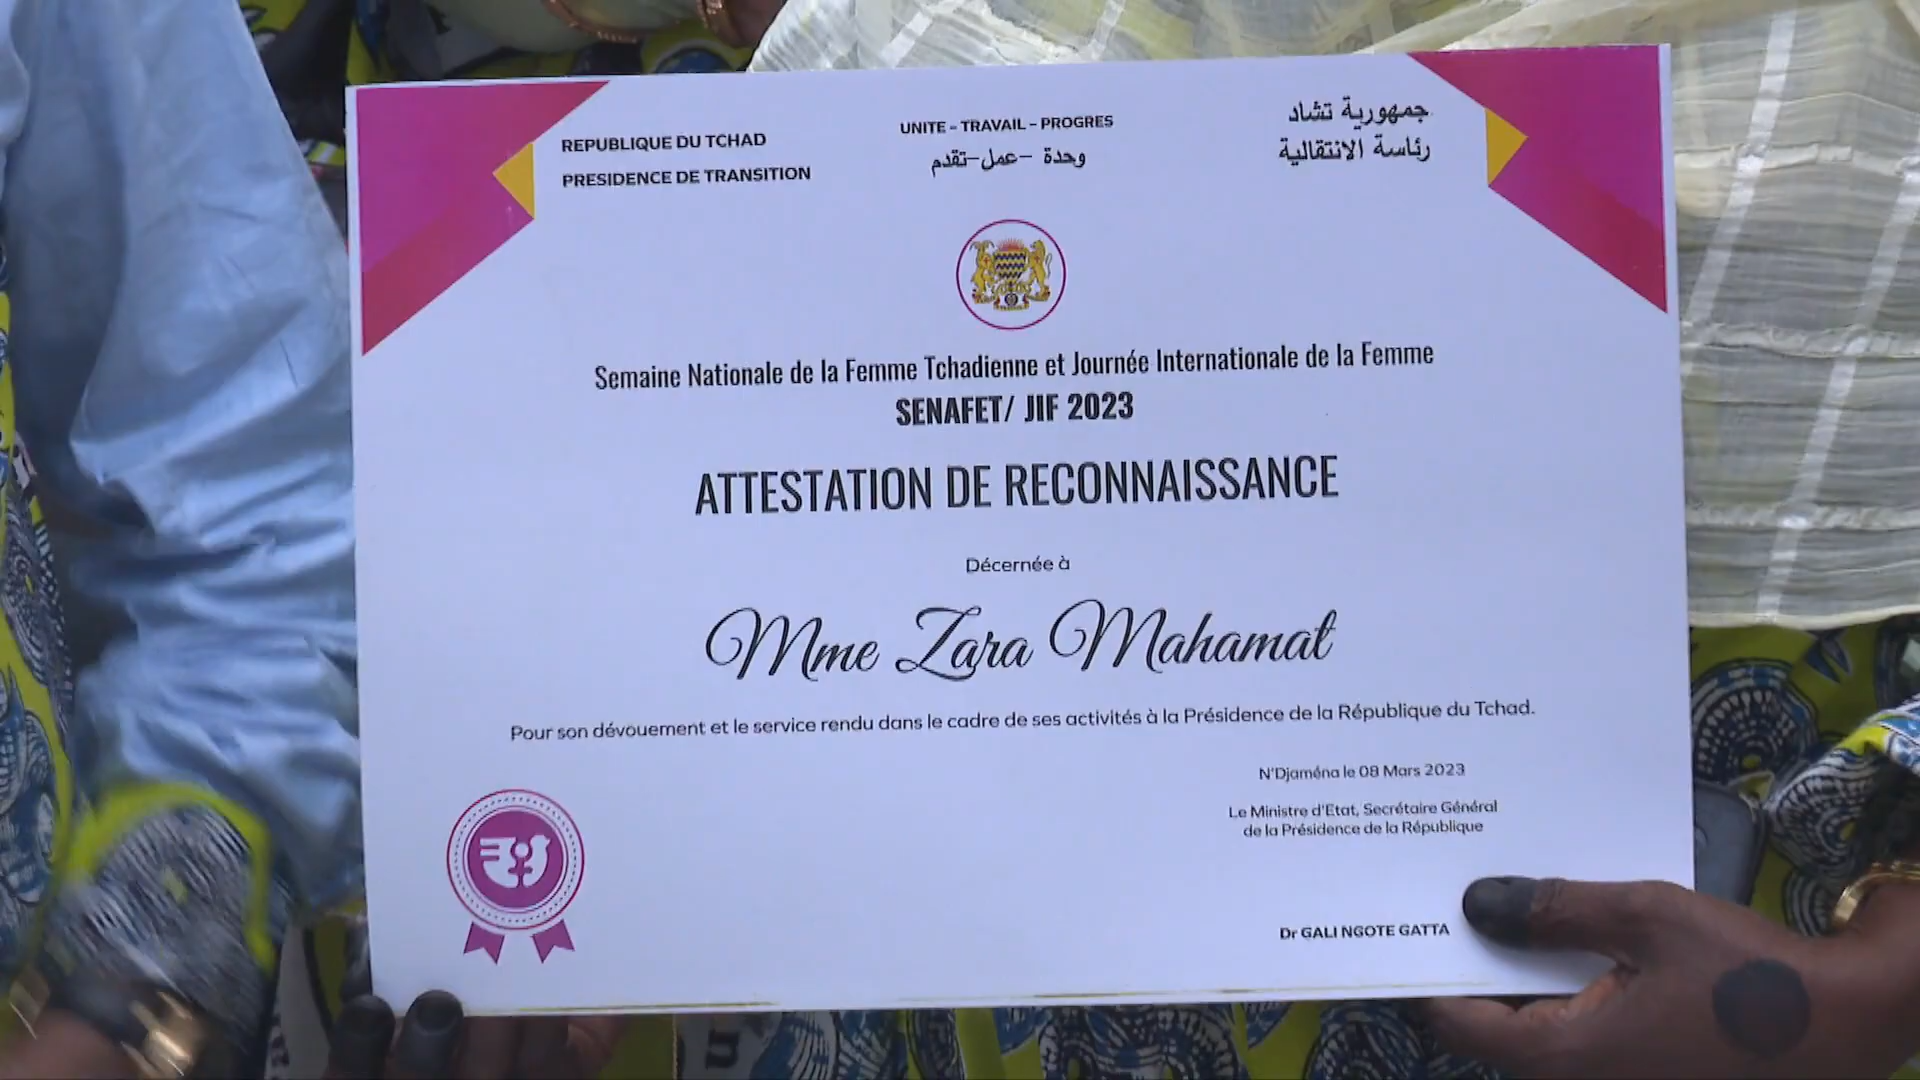 REPUBLIQUE DU TCHAD
PRESIDENCE DE TRANSITION
UNITE - TRAVAIL - PROGRES
وحدة -عمل-تقدم
جمهورية تشاد
رئاسة الانتقالية
Semaine Nationale de la Femme Tchadienne et Journée Internationale de la Femme
SENAFET/ JIF 2023
ATTESTATION DE RECONNAISSANCE
Décernée à
Mme Zara Mahamat
Pour son dévouement et le service rendu dans le cadre de ses activités à la Présidence de la République du Tchad.
N'Djaména le 08 Mars 2023
Le Ministre d'Etat, Secrétaire Général
de la Présidence de la République
Dr GALI NGOTE GATTA